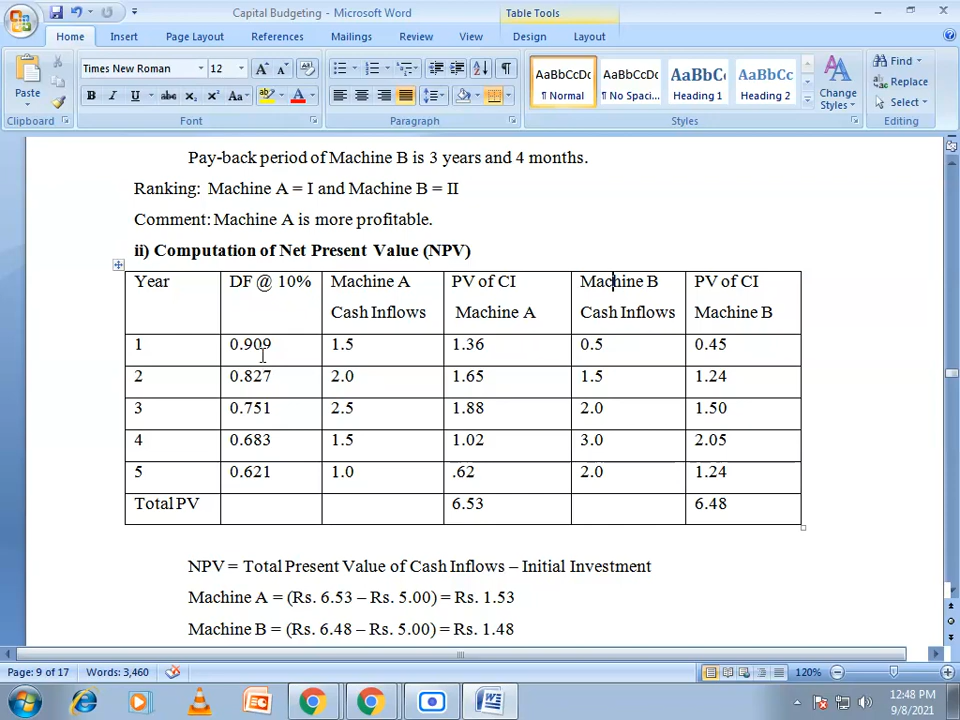 Capital Budgeting - Microsoft Word
Table Tools
Home Insert Page Layout References Mailings Review View Design Layout
Paste
Times New Roman 12
B I U abc X₂ X² Aa A
AaBbCcDc AaBbCcDc AaBbC AaBbCc
¶ Normal ¶ No Spaci... Heading 1 Heading 2
Change Styles
Find
Replace
Select
Clipboard Font Paragraph Styles Editing
Pay-back period of Machine B is 3 years and 4 months.
Ranking: Machine A = I and Machine B = II
Comment: Machine A is more profitable.
ii) Computation of Net Present Value (NPV)
Year DF @ 10% Machine A PV of CI Machine B PV of CI
Cash Inflows Machine A Cash Inflows Machine B
1 0.909 1.5 1.36 0.5 0.45
2 0.827 2.0 1.65 1.5 1.24
3 0.751 2.5 1.88 2.0 1.50
4 0.683 1.5 1.02 3.0 2.05
5 0.621 1.0 .62 2.0 1.24
Total PV 6.53 6.48
NPV = Total Present Value of Cash Inflows – Initial Investment
Machine A = (Rs. 6.53 – Rs. 5.00) = Rs. 1.53
Machine B = (Rs. 6.48 – Rs. 5.00) = Rs. 1.48
Page: 9 of 17 Words: 3,460 120%
12:48 PM
9/8/2021